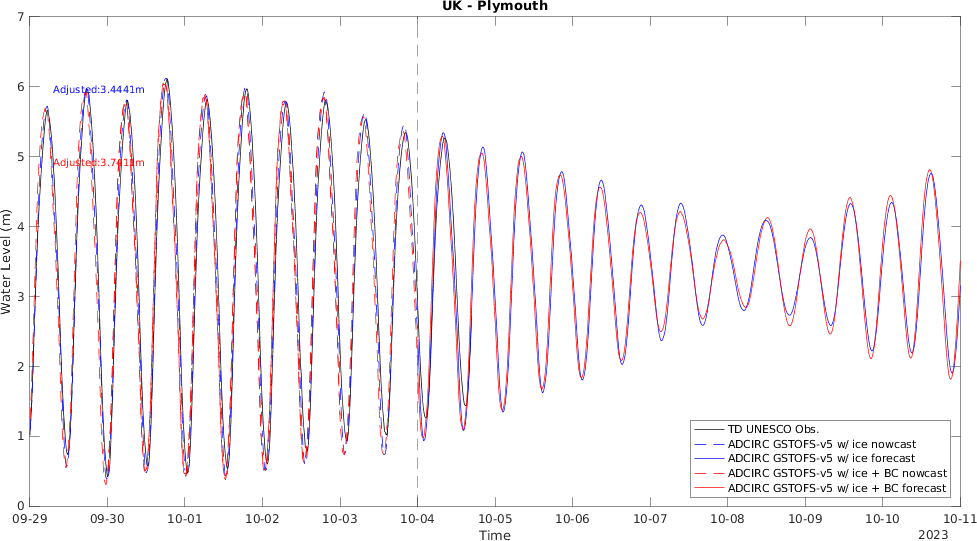 UK - Plymouth
7
6
5
4
3
2
1
0
Water Level (m)
Adjusted:3.4441m
09-29
09-30
10-01
10-02
10-03
10-04
10-05
10-06
10-07
10-08
10-09
10-10
10-11
Time
2023
TD UNESCO Obs.
ADCIRC GSTOFS-v5 w/ ice nowcast
ADCIRC GSTOFS-v5 w/ ice forecast
ADCIRC GSTOFS-v5 w/ ice + BC nowcast
ADCIRC GSTOFS-v5 w/ ice + BC forecast